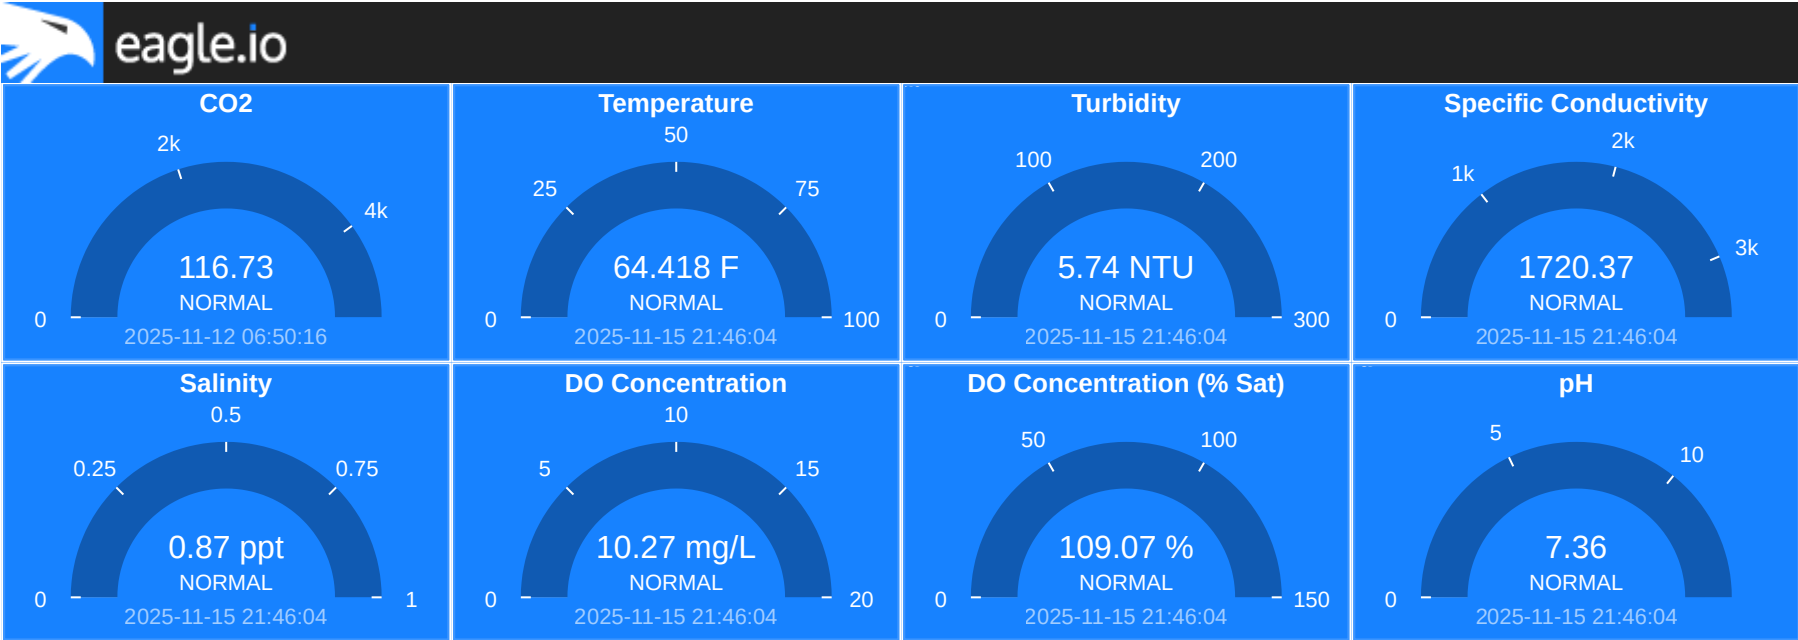 eagle.io
CO2
2k
4k
0
116.73
NORMAL
2025-11-12 06:50:16
Temperature
50
25
75
0
100
64.418 F
NORMAL
2025-11-15 21:46:04
Turbidity
100
200
0
300
5.74 NTU
NORMAL
2025-11-15 21:46:04
Specific Conductivity
2k
1k
3k
0
1720.37
NORMAL
2025-11-15 21:46:04
Salinity
0.5
0.25
0.75
0
1
0.87 ppt
NORMAL
2025-11-15 21:46:04
DO Concentration
10
5
15
0
20
10.27 mg/L
NORMAL
2025-11-15 21:46:04
DO Concentration (% Sat)
50
100
0
150
109.07 %
NORMAL
2025-11-15 21:46:04
pH
5
10
0
7.36
NORMAL
2025-11-15 21:46:04